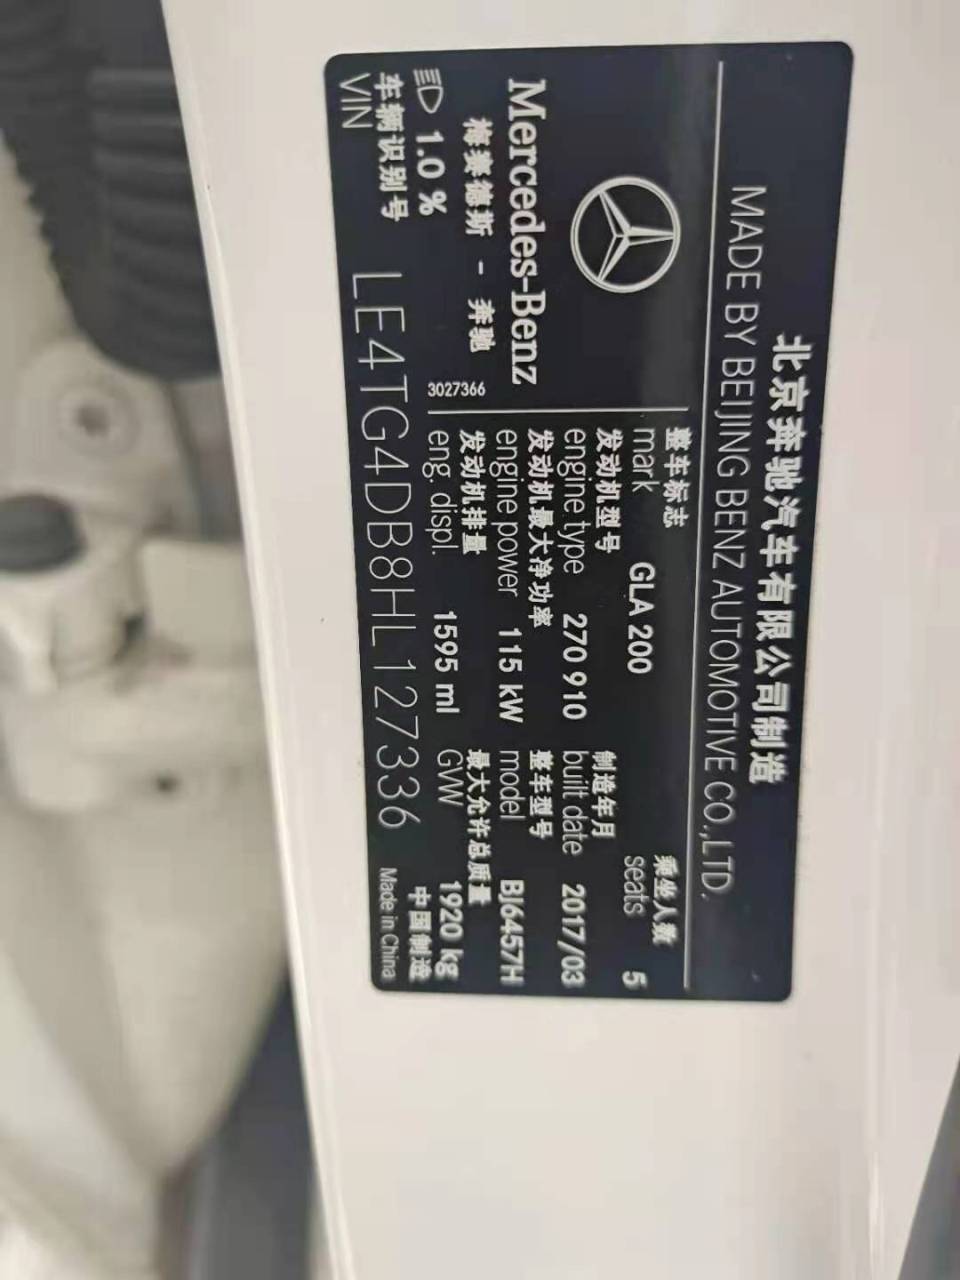 北京奔驰汽车有限公司制造
MADE BY BEIJING BENZ AUTOMOTIVE CO.,LTD.
Mercedes-Benz
梅赛德斯 - 奔驰
1.0 %
3027366
整车标志 乘坐人数
mark GLA 200 seats 5
发动机型号 制造年月
engine type 270 910 built date 2017/03
发动机最大净功率 整车型号
engine power 115 kW model BJ6457H
发动机排量 最大允许总质量
eng. displ. 1595 ml GVW 1920 kg
车辆识别号
VIN LE4TG4DB8HL127336
中国制造
Made in China